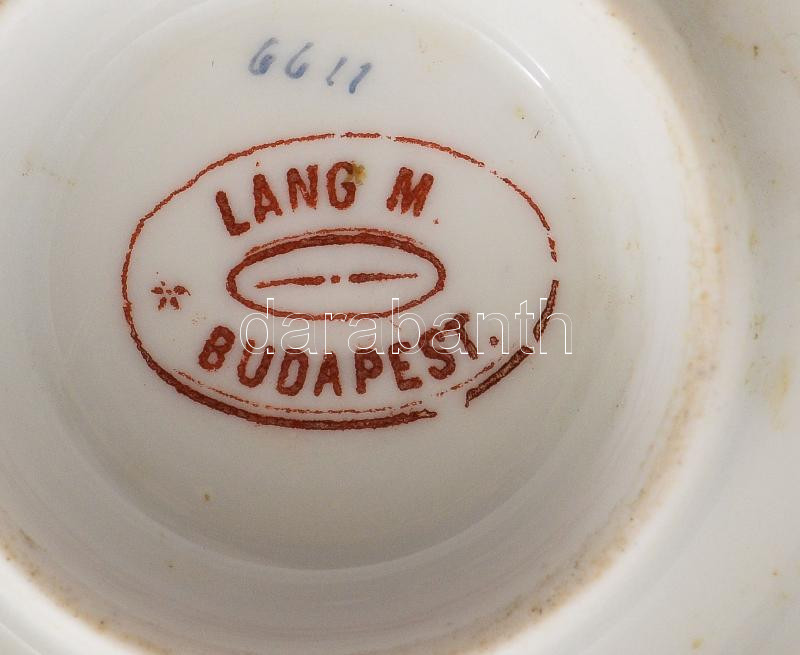 6611
LANG M.
BUDAPEST.
darabanth